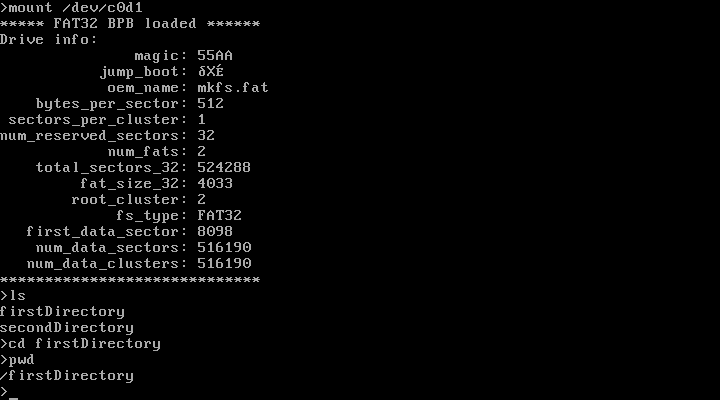 >mount /dev/c0d1
***** FAT32 BPB loaded ******
Drive info:
magic: 55AA
jump_boot: δXÉ
oem_name: mkfs.fat
bytes_per_sector: 512
sectors_per_cluster: 1
num_reserved_sectors: 32
num_fats: 2
total_sectors_32: 524288
fat_size_32: 4033
root_cluster: 2
fs_type: FAT32
first_data_sector: 8098
num_data_sectors: 516190
num_data_clusters: 516190
*****************************
>ls
firstDirectory
secondDirectory
>cd firstDirectory
>pwd
/firstDirectory
>_